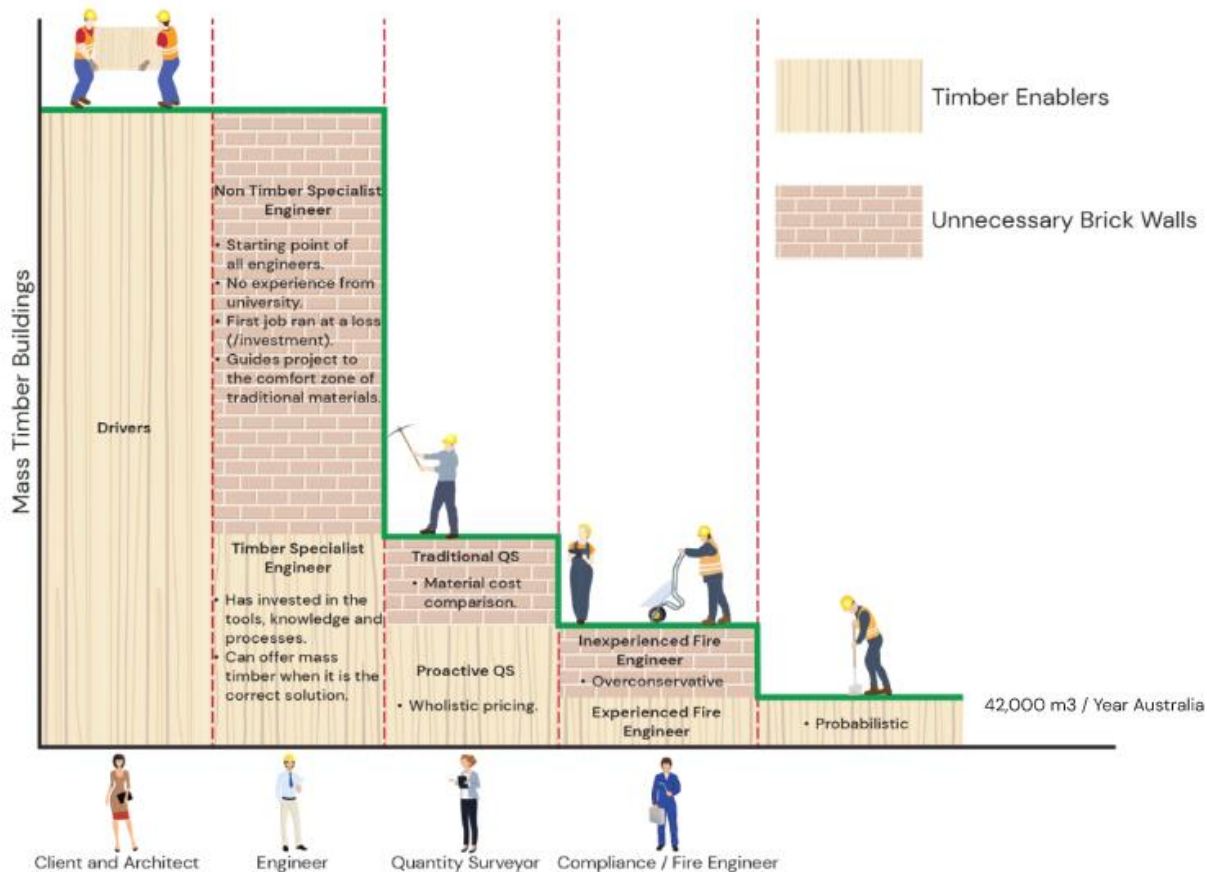 Mass Timber Buildings
Timber Enablers
Unnecessary Brick Walls
Drivers
Non Timber Specialist
Engineer
• Starting point of
all engineers.
• No experience from
university.
• First job ran at a loss
(/investment).
• Guides project to
the comfort zone of
traditional materials.
Timber Specialist
Engineer
• Has invested in the
tools, knowledge and
processes.
• Can offer mass
timber when it is the
correct solution.
Traditional QS
• Material cost
comparison.
Proactive QS
• Wholistic pricing.
Inexperienced Fire
Engineer
• Overconservative
Experienced Fire
Engineer
• Probabilistic
42,000 m3 / Year Australia
Client and Architect
Engineer
Quantity Surveyor
Compliance / Fire Engineer